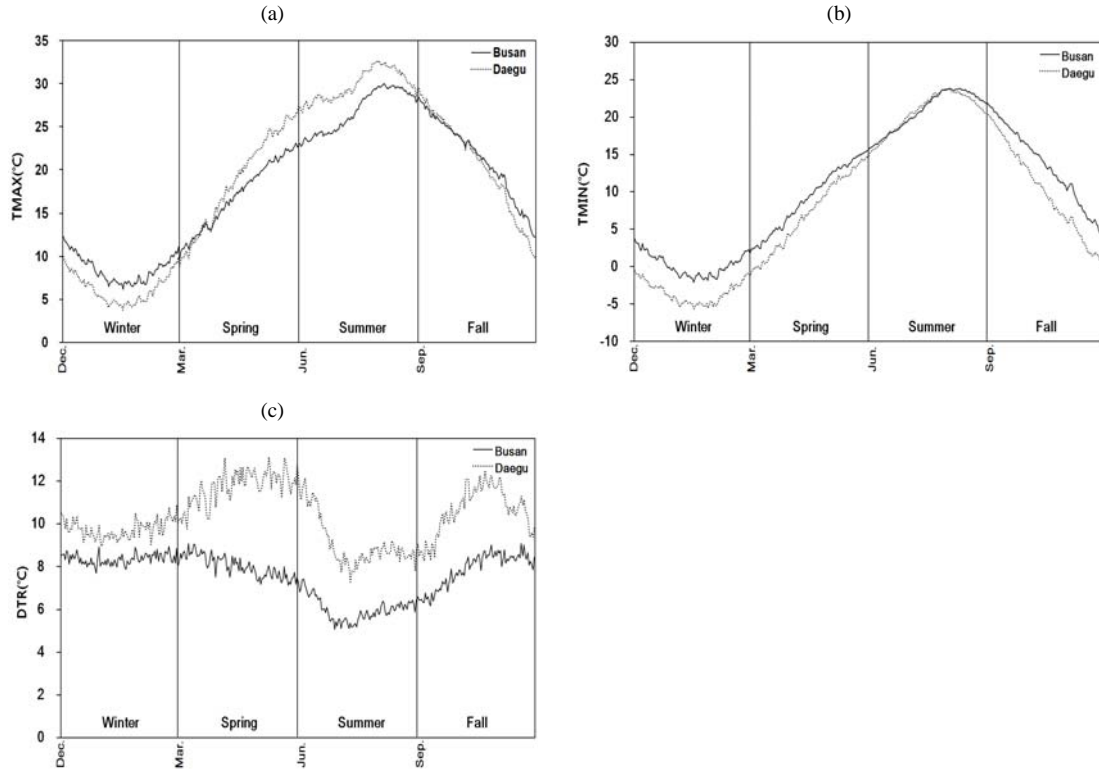 (a)
35
30
25
20
15
10
5
0
TMAX(°C)
Busan
Daegu
Winter
Spring
Summer
Fall
Dec.
Mar.
Jun.
Sep.
(b)
30
25
20
15
10
5
0
-5
-10
TMIN(°C)
Busan
Daegu
Winter
Spring
Summer
Fall
Dec.
Mar.
Jun.
Sep.
(c)
14
12
10
8
6
4
2
0
DTR(°C)
Busan
Daegu
Winter
Spring
Summer
Fall
Dec.
Mar.
Jun.
Sep.